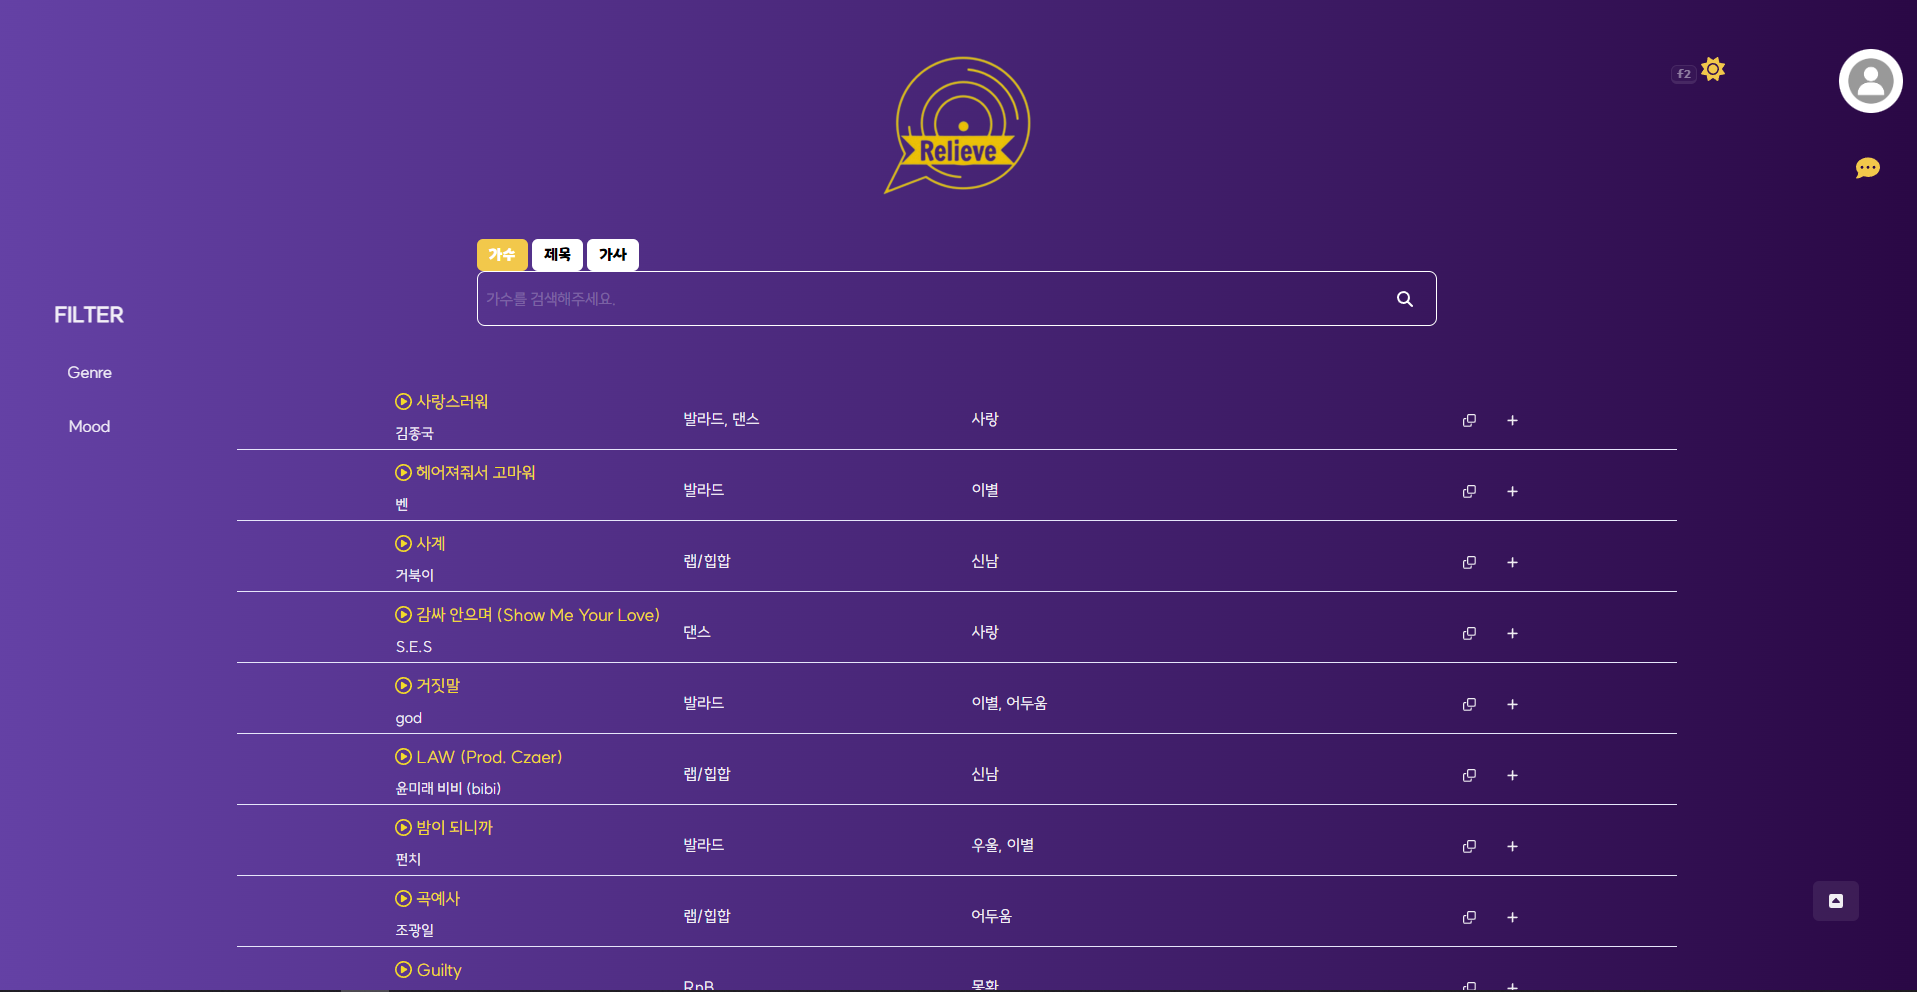 f2
Relieve
가수 제목 가사
가수를 검색해주세요.
FILTER
Genre
Mood
사랑스러워
김종국
발라드, 댄스
사랑
헤어져줘서 고마워
벤
발라드
이별
사계
거북이
랩/힙합
신남
감싸 안으며 (Show Me Your Love)
S.E.S
댄스
사랑
거짓말
god
발라드
이별, 어두움
LAW (Prod. Czaer)
윤미래 비비 (bibi)
랩/힙합
신남
밤이 되니까
펀치
발라드
우울, 이별
곡예사
조광일
랩/힙합
어두움
Guilty
RnB
몽환